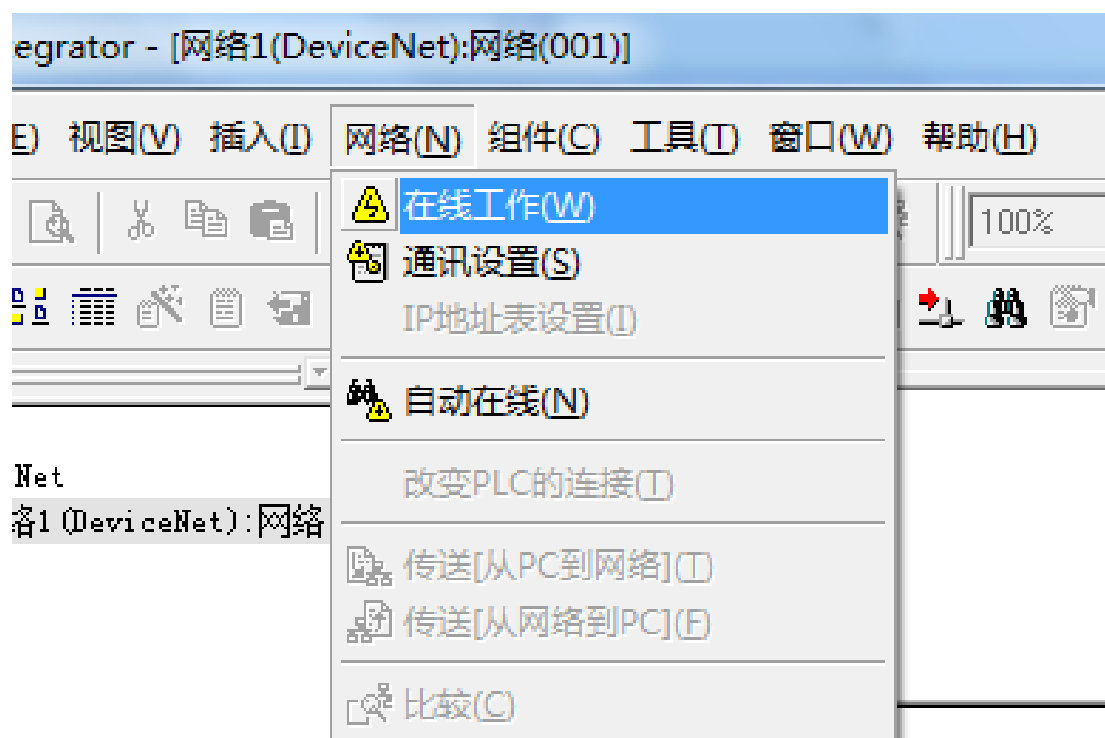 tegrator - [网络1(DeviceNet):网络(001)]
E) 视图(V) 插入(I) 网络(N) 组件(C) 工具(T) 窗口(W) 帮助(H)
在线工作(W)
100%
通讯设置(S)
IP地址表设置(I)
自动在线(N)
Net
改变PLC的连接(T)
络1(DeviceNet):网络
传送[从PC到网络](T)
传送[从网络到PC](F)
比较(C)